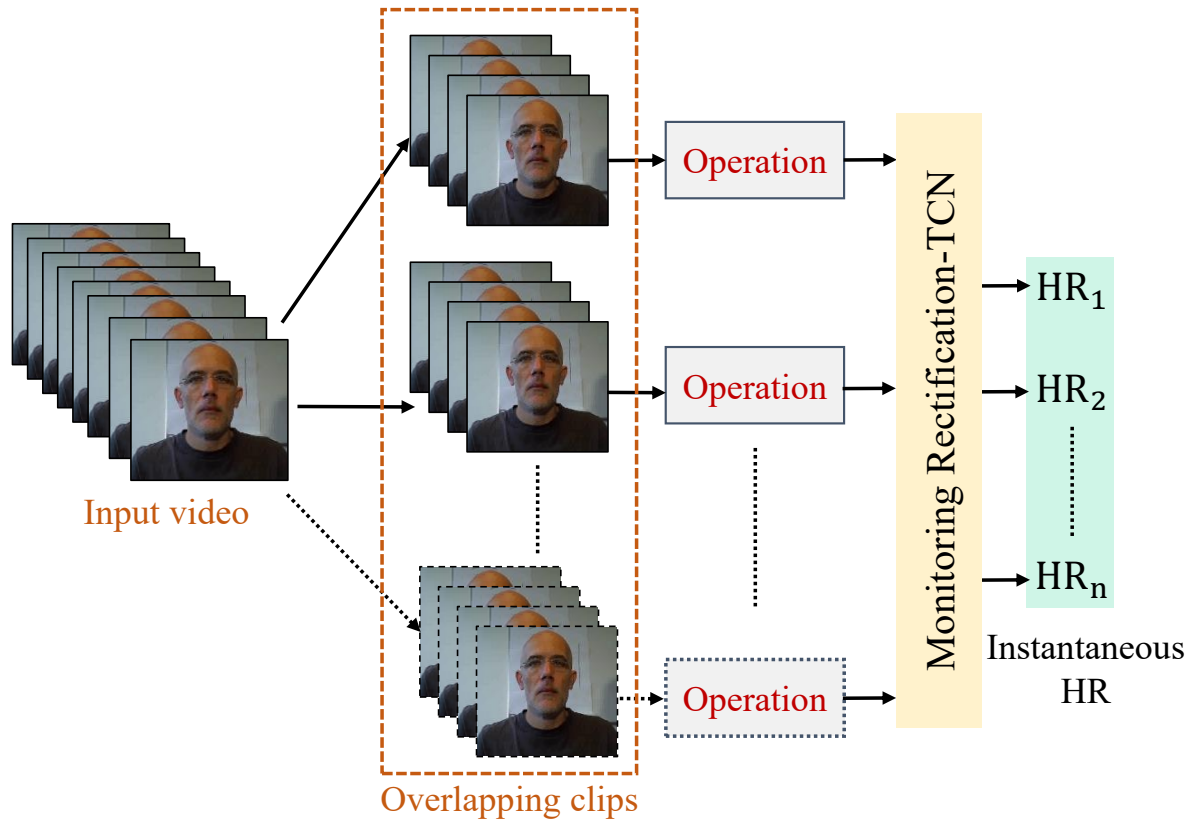 Input video
Overlapping clips
Operation
Operation
Operation
Monitoring Rectification-TCN
HR₁
HR₂
HRₙ
Instantaneous
HR